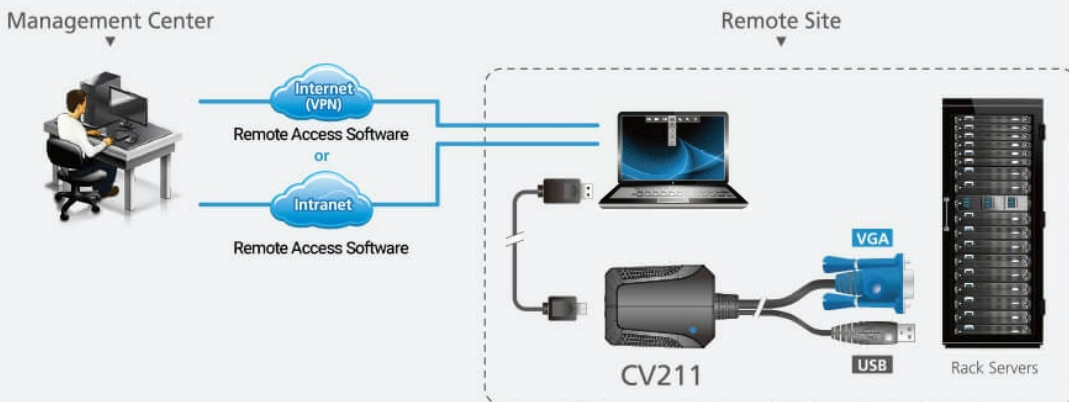 Management Center
Remote Site
Internet
(VPN)
Remote Access Software
or
Intranet
Remote Access Software
VGA
USB
CV211
Rack Servers